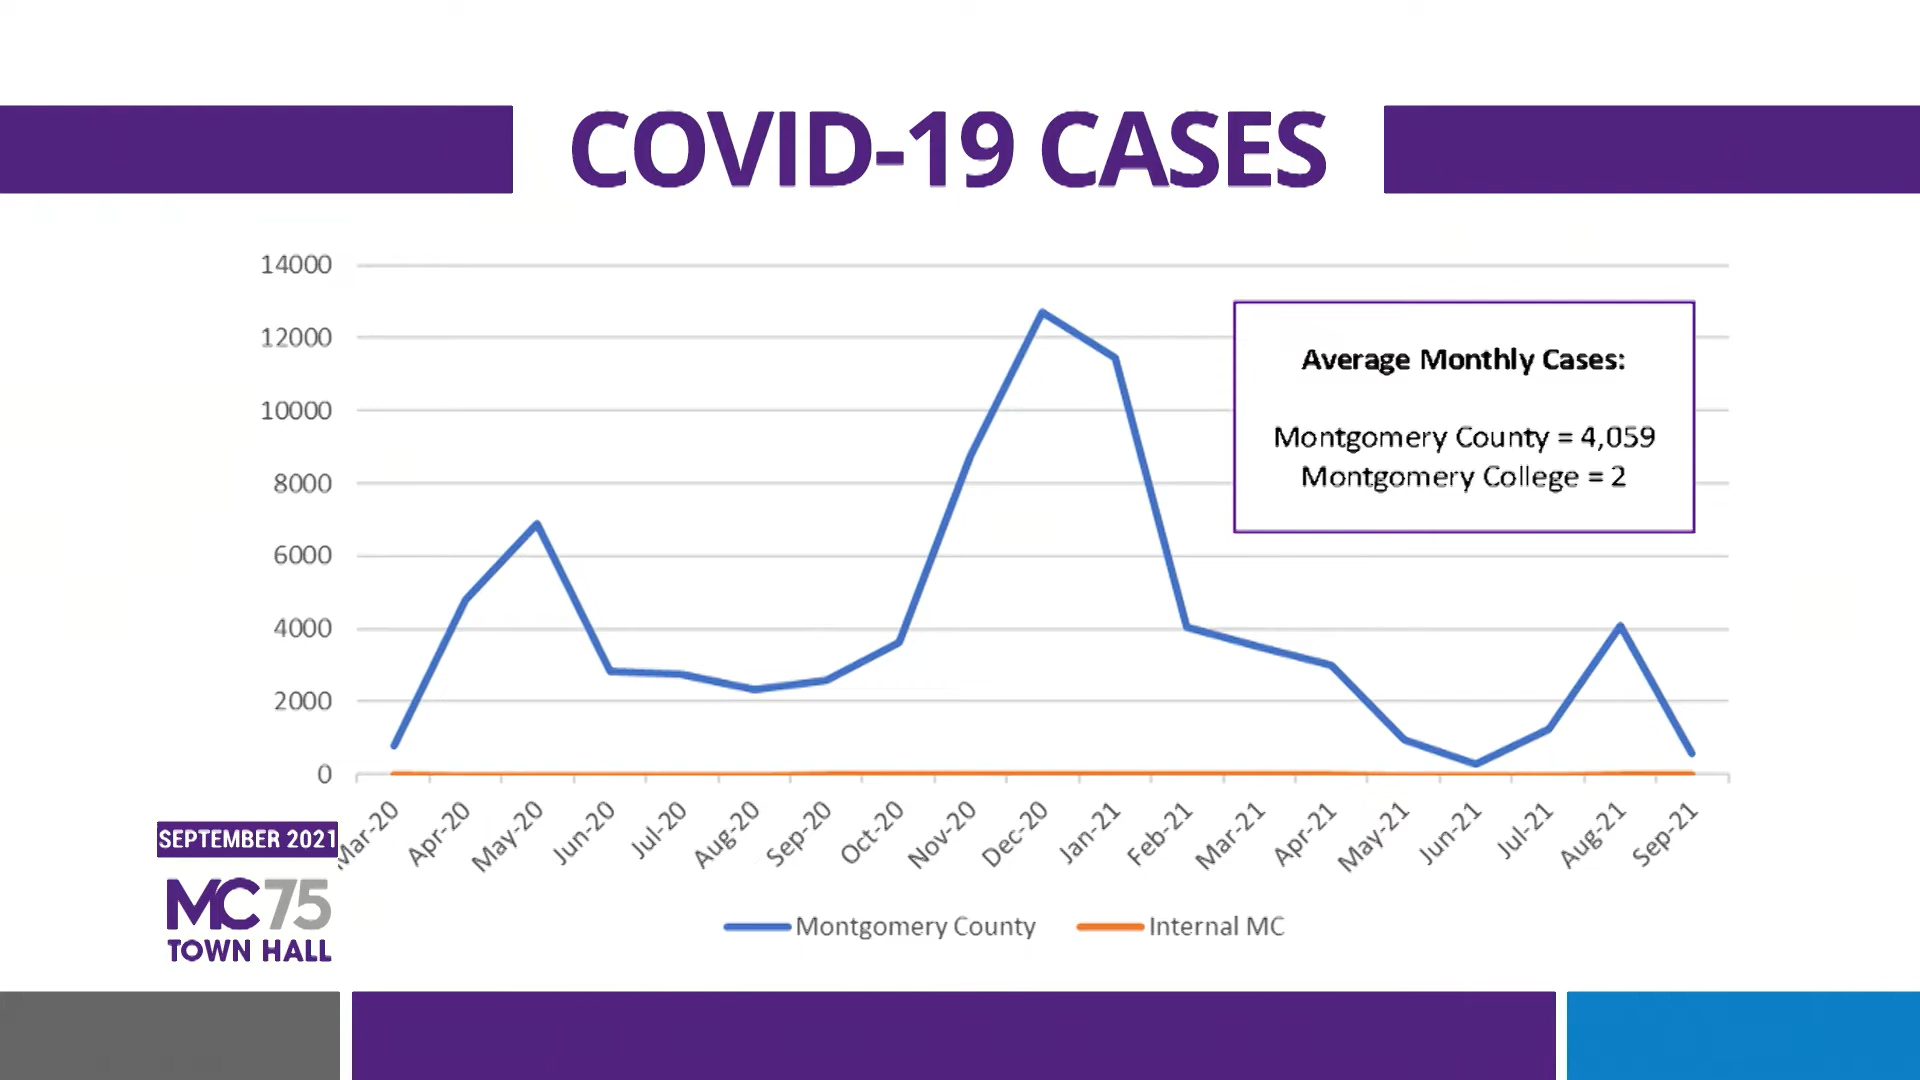 COVID-19 CASES
14000
12000
10000
8000
6000
4000
2000
0
Average Monthly Cases:
Montgomery County = 4,059
Montgomery College = 2
Mar-20
Apr-20
May-20
Jun-20
Jul-20
Aug-20
Sep-20
Oct-20
Nov-20
Dec-20
Jan-21
Feb-21
Mar-21
Apr-21
May-21
Jun-21
Jul-21
Aug-21
Sep-21
Montgomery County
Internal MC
SEPTEMBER 2021
MC75
TOWN HALL